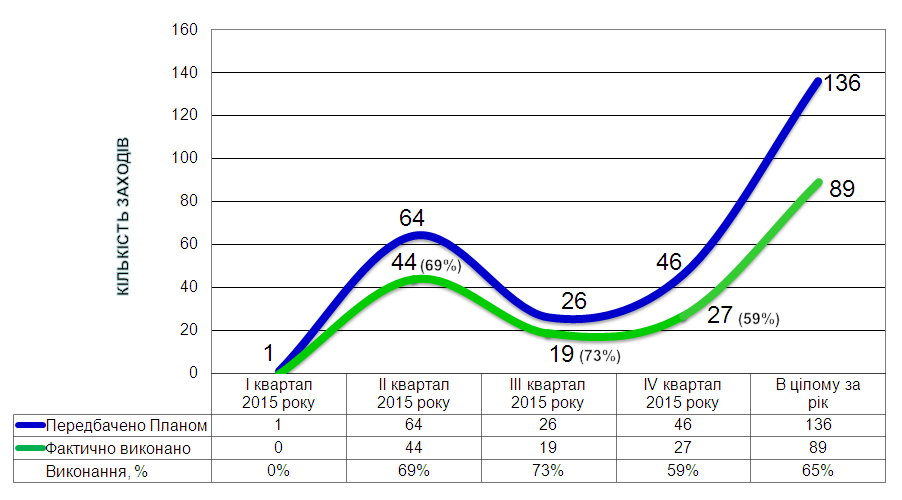 160
140
136
120
100
КІЛЬКІСТЬ ЗАХОДІВ
89
80
64
60
44 (69%)
46
40
26
27 (59%)
20
1
19 (73%)
0
І квартал 2015 року
ІІ квартал 2015 року
ІІІ квартал 2015 року
IV квартал 2015 року
В цілому за рік
Передбачено Планом 1 64 26 46 136
Фактично виконано 0 44 19 27 89
Виконання, % 0% 69% 73% 59% 65%